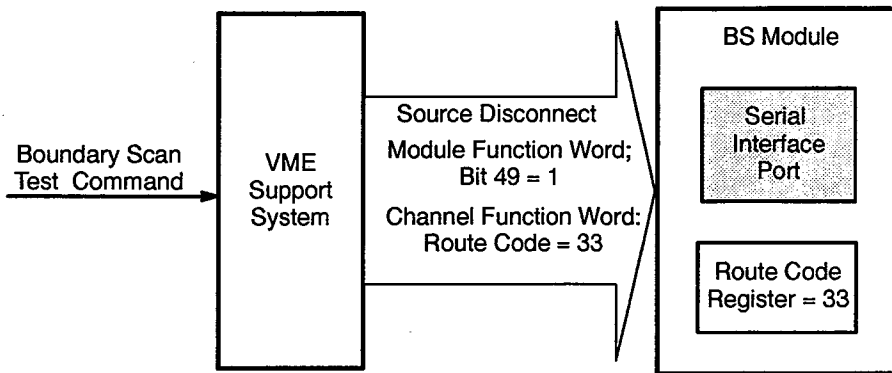 Boundary Scan
Test Command
VME
Support
System
Source Disconnect
Module Function Word;
Bit 49 = 1
Channel Function Word:
Route Code = 33
BS Module
Serial
Interface
Port
Route Code
Register = 33